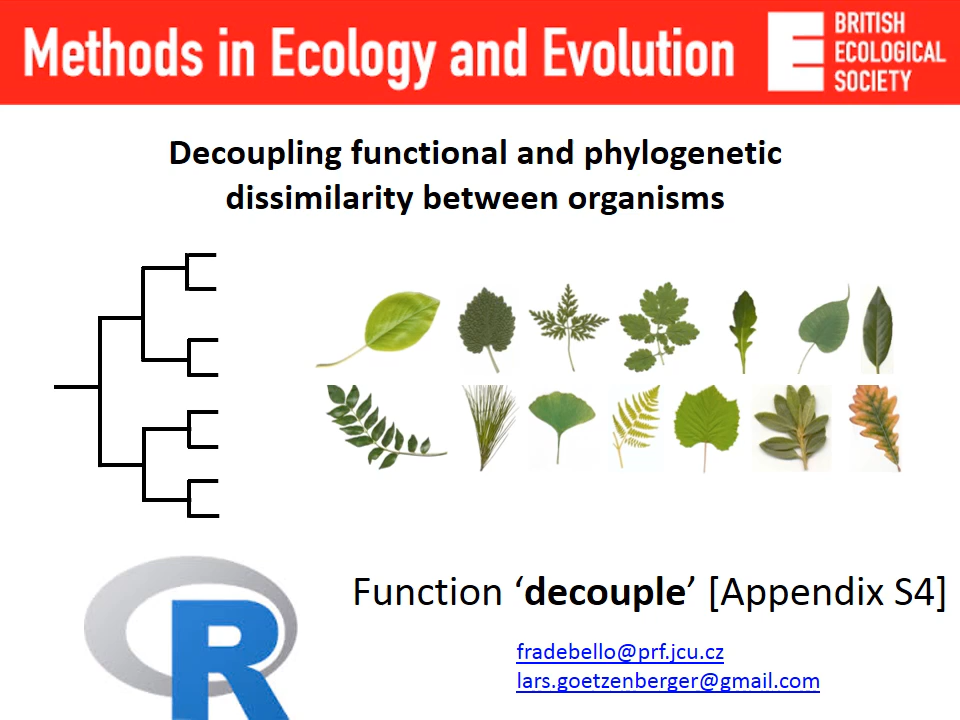 Methods in Ecology and Evolution
BRITISH
ECOLOGICAL
SOCIETY
Decoupling functional and phylogenetic
dissimilarity between organisms
R
Function ‘decouple’ [Appendix S4]
fradebello@prf.jcu.cz
lars.goetzenberger@gmail.com